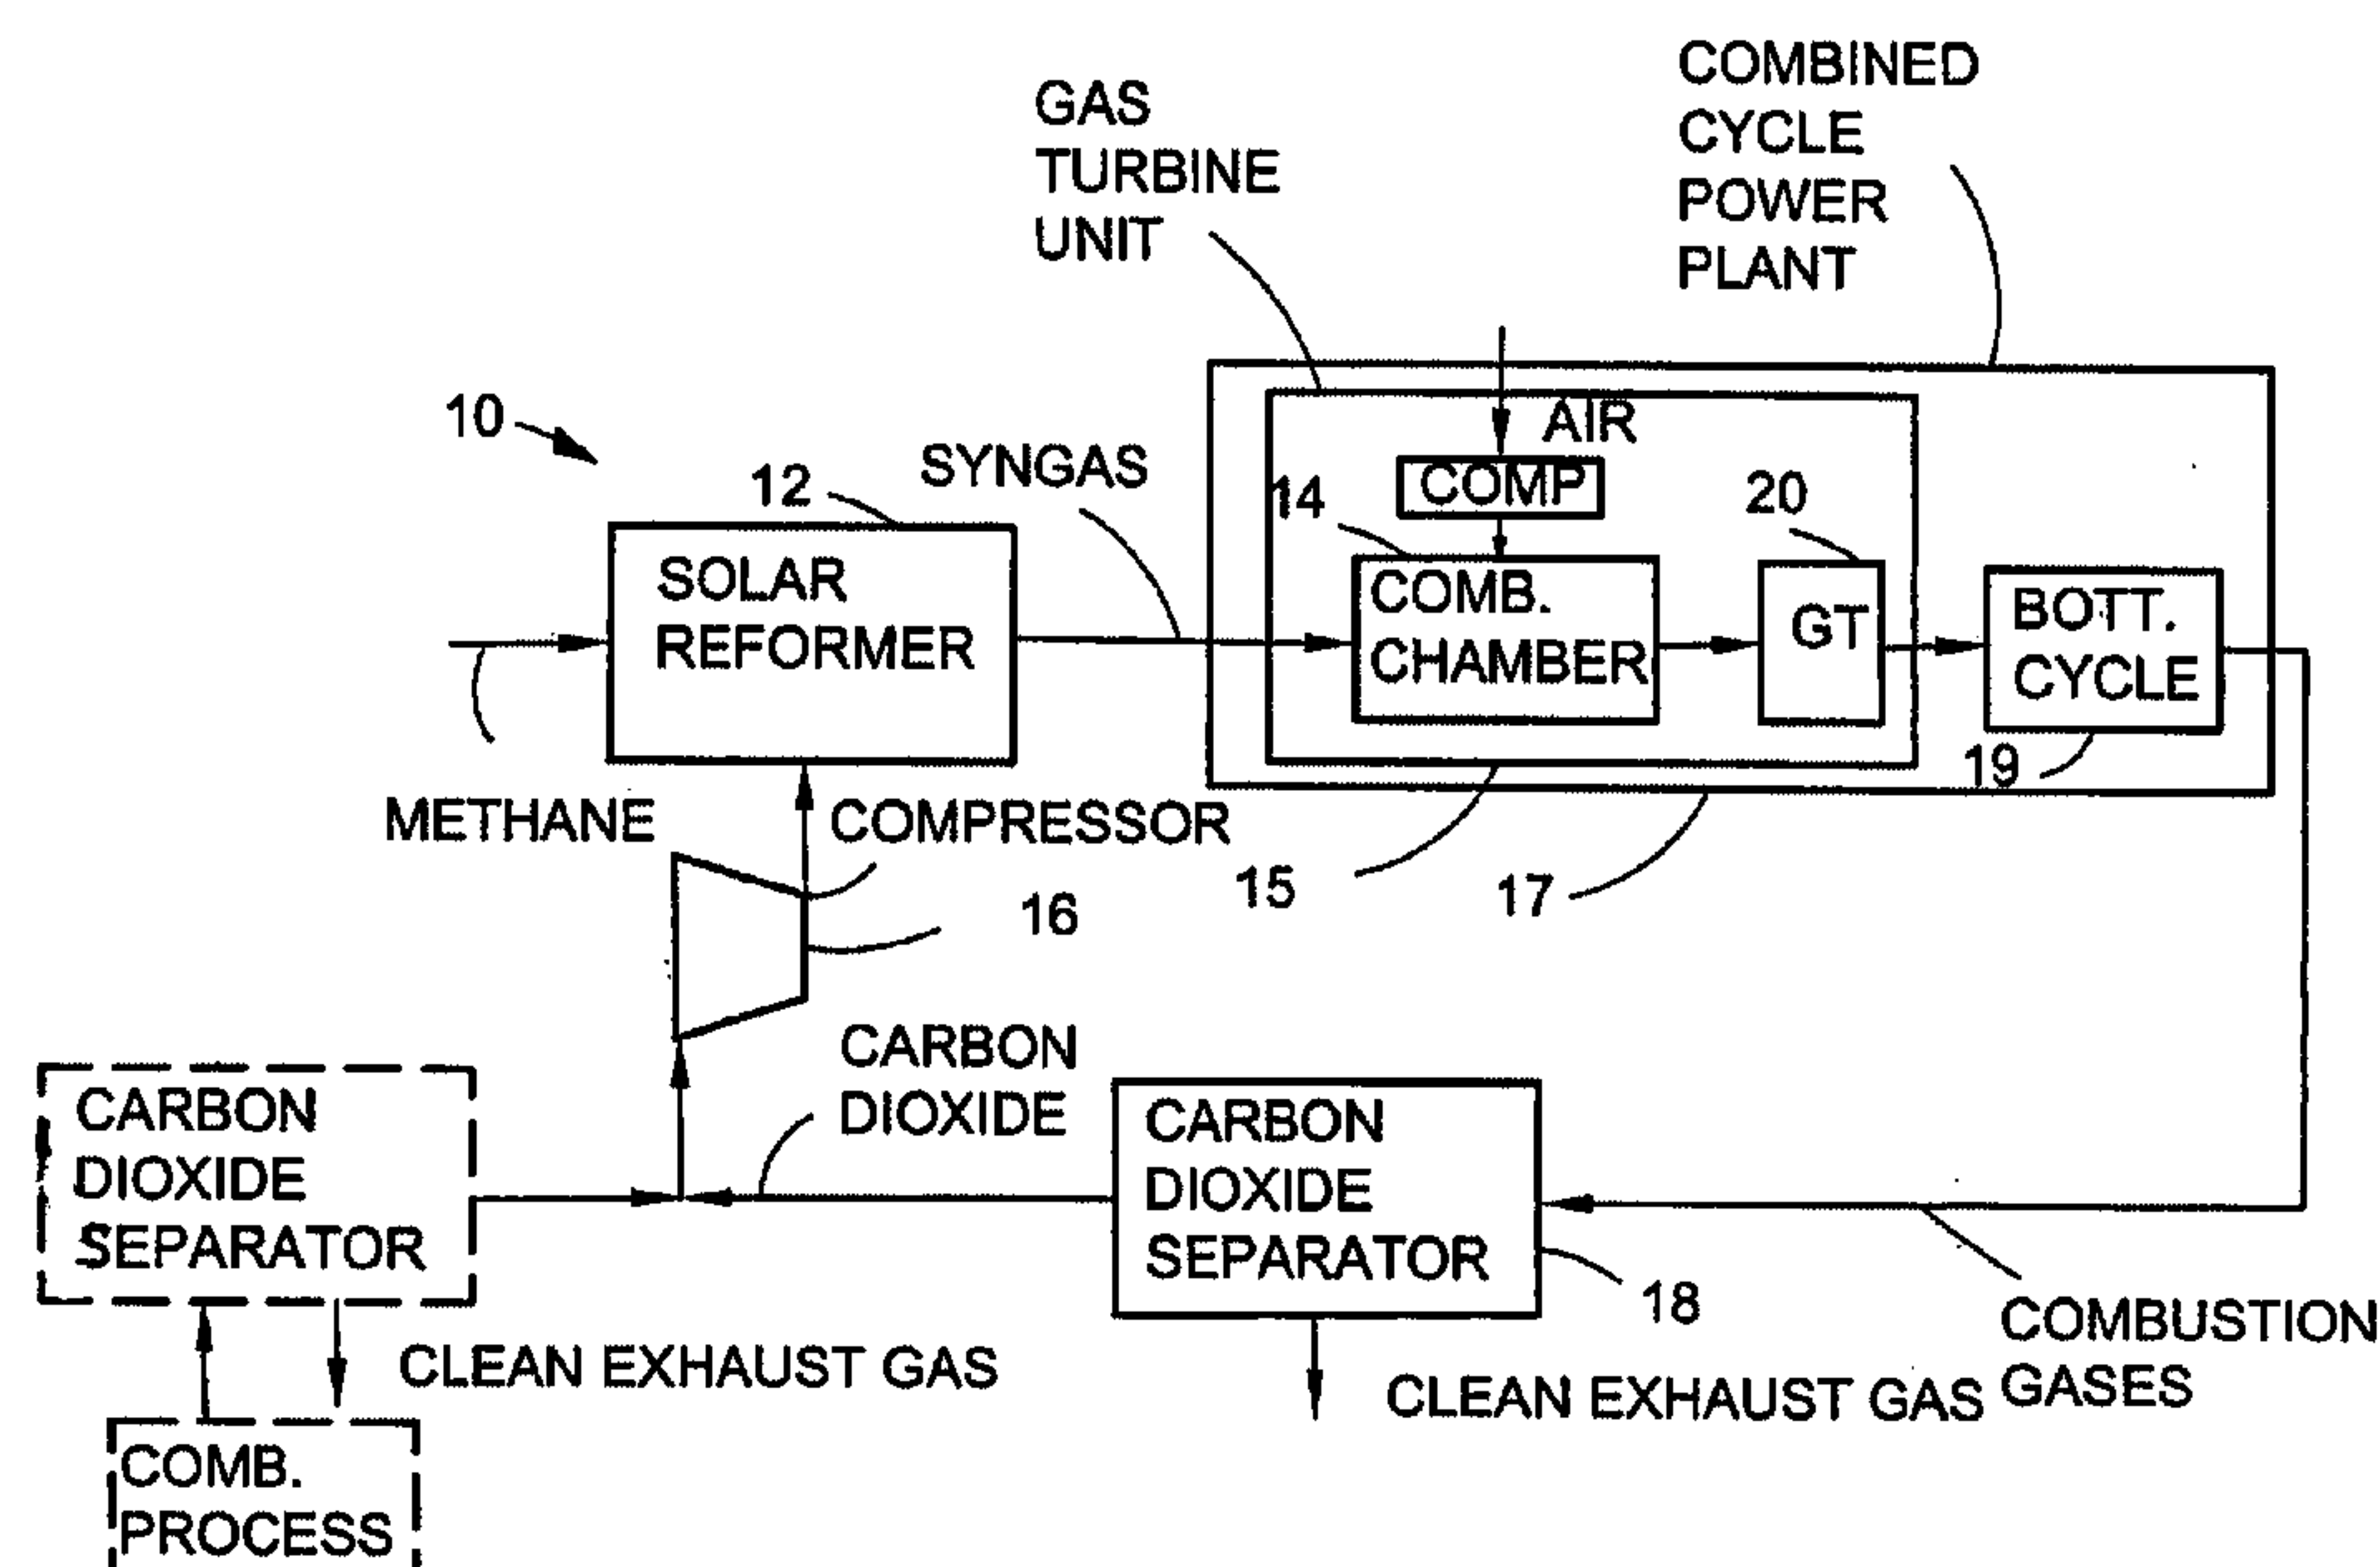 COMBINED
CYCLE
POWER
PLANT
GAS
TURBINE
UNIT
10
12
SYNGAS
AIR
COMP
14
20
SOLAR
REFORMER
COMB.
CHAMBER
GT
BOTT.
CYCLE
19
METHANE
COMPRESSOR
15
17
16
CARBON
DIOXIDE
CARBON
DIOXIDE
SEPARATOR
CARBON
DIOXIDE
SEPARATOR
18
COMBUSTION
GASES
CLEAN EXHAUST GAS
CLEAN EXHAUST GAS
COMB.
PROCESS